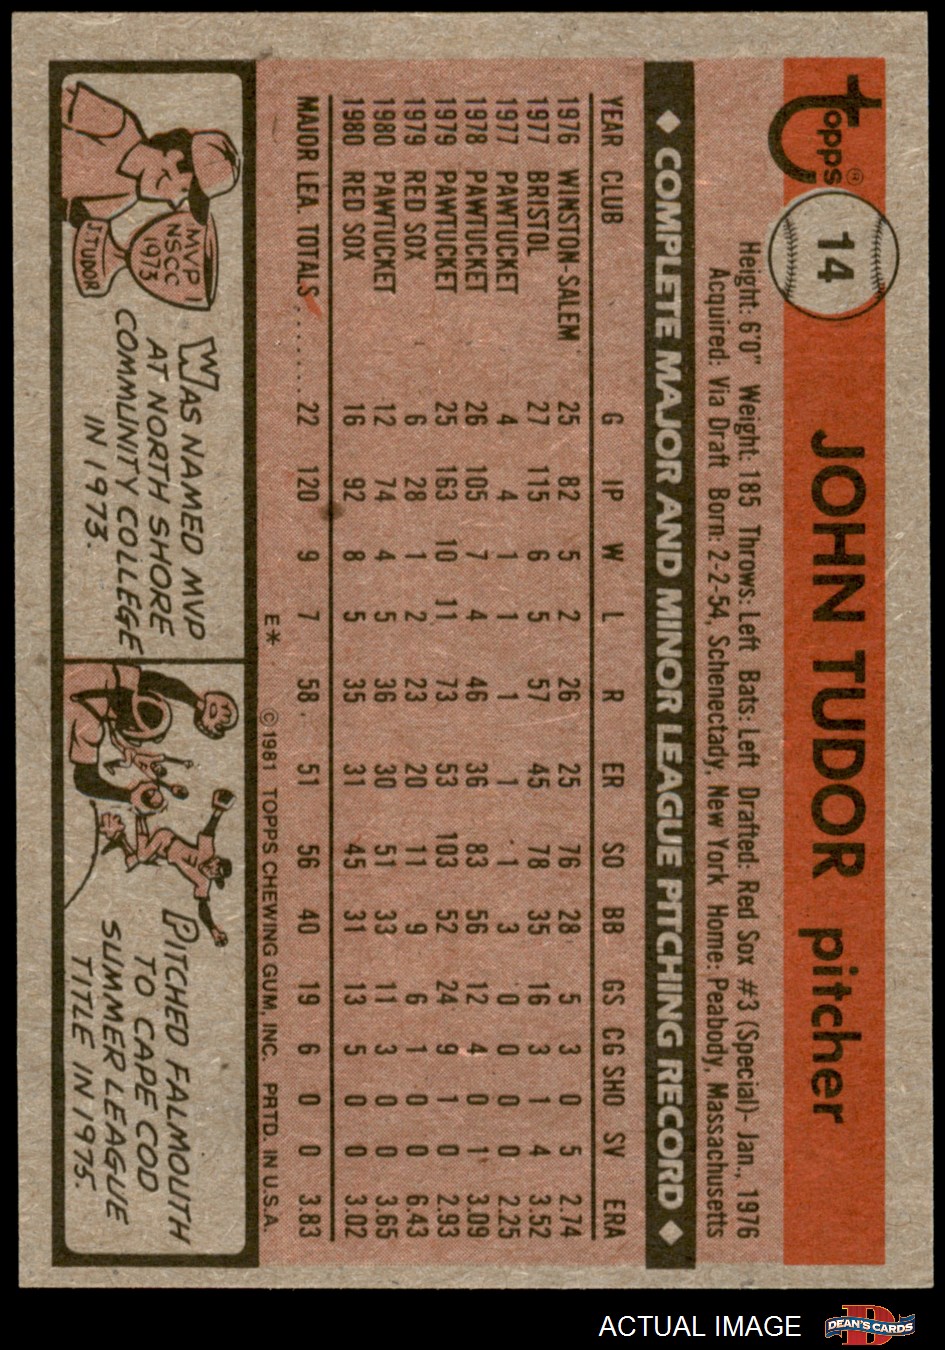 Topps®
14
JOHN TUDOR pitcher
Height: 6'0" Weight: 185 Throws: Left Bats: Left Drafted: Red Sox #3 (Special)- Jan., 1976
Acquired: Via Draft Born: 2-2-54, Schenectady, New York Home: Peabody, Massachusetts
◆ COMPLETE MAJOR AND MINOR LEAGUE PITCHING RECORD ◆
YEAR CLUB G IP W L R ER SO BB GS CG SHO SV ERA
1976 WINSTON-SALEM 25 82 5 2 26 25 76 28 5 3 0 5 2.74
1977 BRISTOL 27 115 6 5 57 45 78 35 16 3 1 4 3.52
1977 PAWTUCKET 4 4 1 1 1 1 1 3 0 0 0 0 2.25
1978 PAWTUCKET 26 105 7 4 46 36 83 56 12 4 0 1 3.09
1979 PAWTUCKET 25 163 10 11 73 53 103 52 24 9 1 0 2.93
1979 RED SOX 6 28 1 2 23 20 11 9 6 1 0 0 6.43
1980 PAWTUCKET 12 74 4 5 36 30 51 33 11 3 0 0 3.65
1980 RED SOX 16 92 8 5 35 31 45 31 13 5 0 0 3.02
MAJOR LEA. TOTALS....... 22 120 9 7 58 51 56 40 19 6 0 0 3.83
E* © 1981 TOPPS CHEWING GUM, INC. PRTD. IN U.S.A.
MVP
NSCC
1973
J.TUDOR
WAS NAMED MVP
AT NORTH SHORE
COMMUNITY COLLEGE
IN 1973.
PITCHED FALMOUTH
TO CAPE COD
SUMMER LEAGUE
TITLE IN 1975.
ACTUAL IMAGE
DEAN'S CARDS